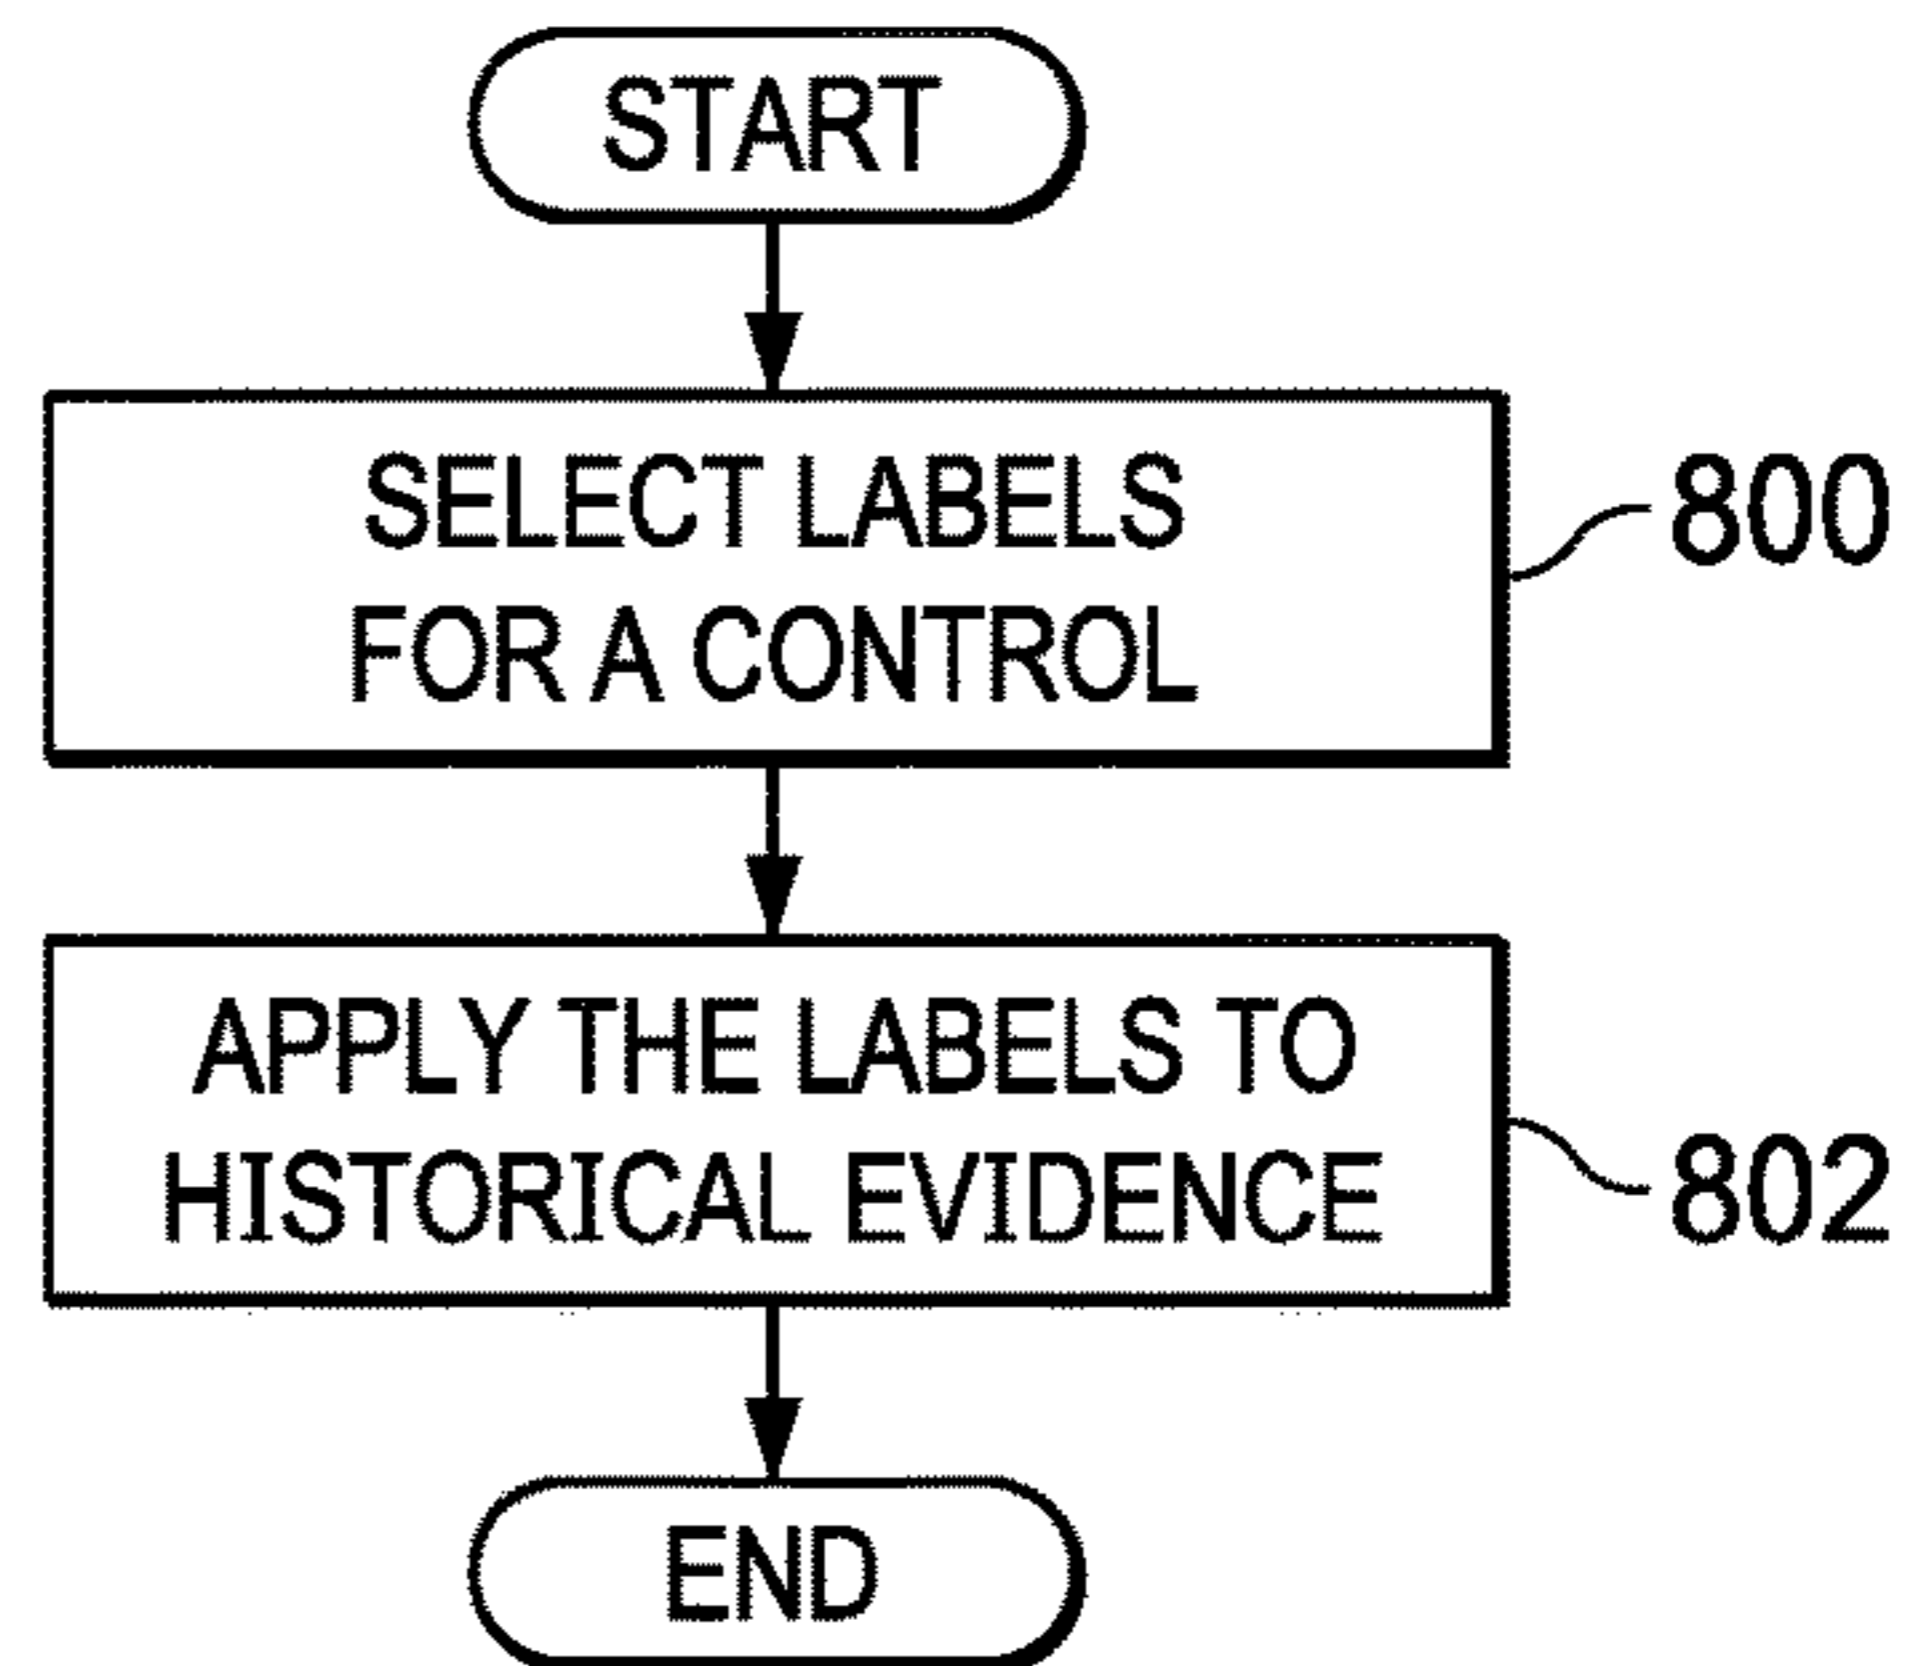 START
SELECT LABELS
FOR A CONTROL
800
APPLY THE LABELS TO
HISTORICAL EVIDENCE
802
END